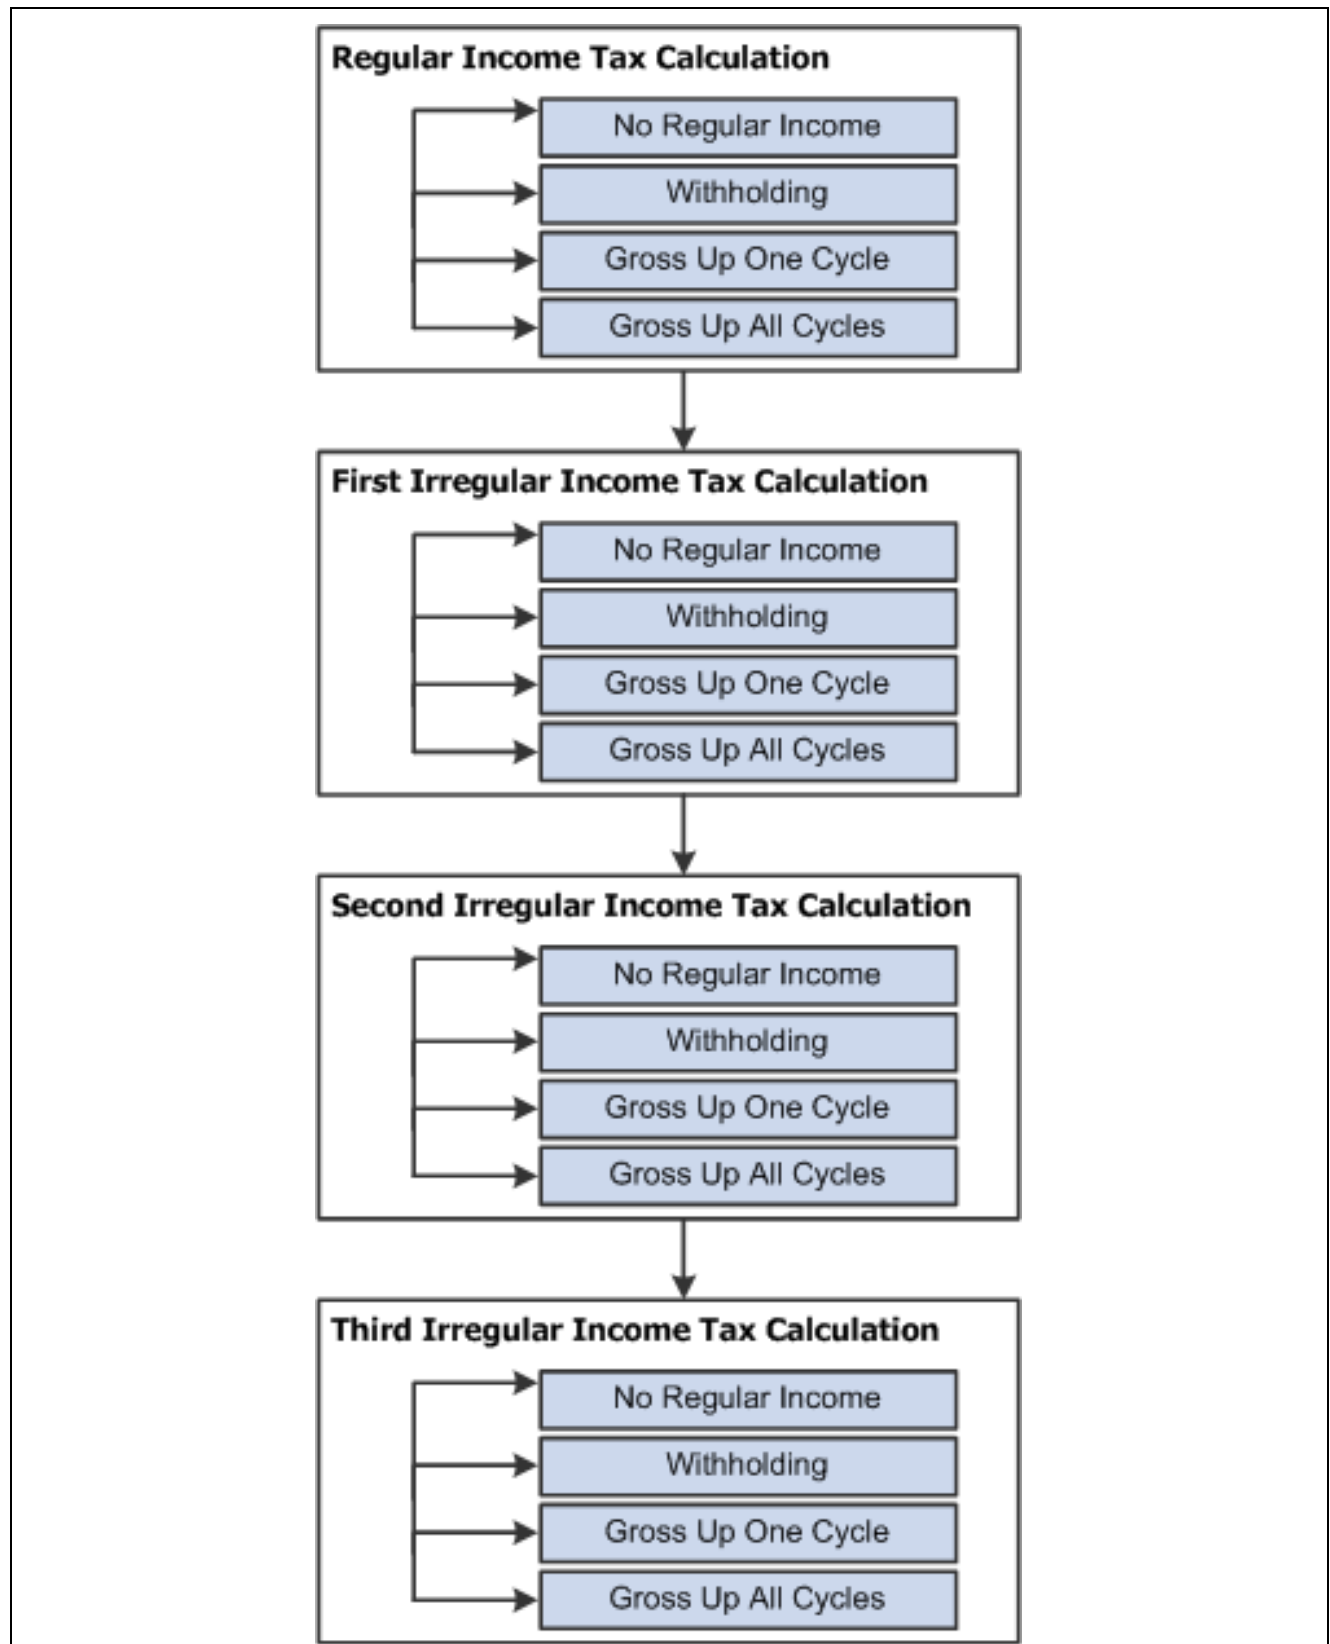 Regular Income Tax Calculation
No Regular Income
Withholding
Gross Up One Cycle
Gross Up All Cycles
First Irregular Income Tax Calculation
No Regular Income
Withholding
Gross Up One Cycle
Gross Up All Cycles
Second Irregular Income Tax Calculation
No Regular Income
Withholding
Gross Up One Cycle
Gross Up All Cycles
Third Irregular Income Tax Calculation
No Regular Income
Withholding
Gross Up One Cycle
Gross Up All Cycles